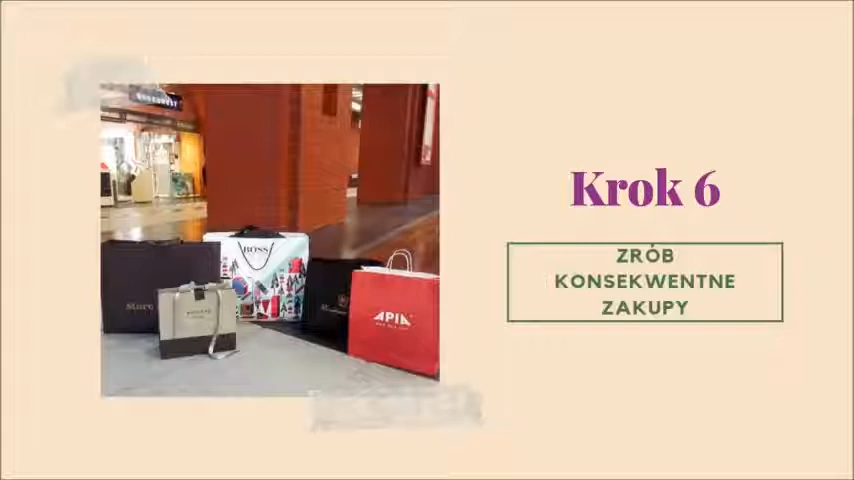 BOSS
APIA
Krok 6
ZRÓB
KONSEKWENTNE
ZAKUPY